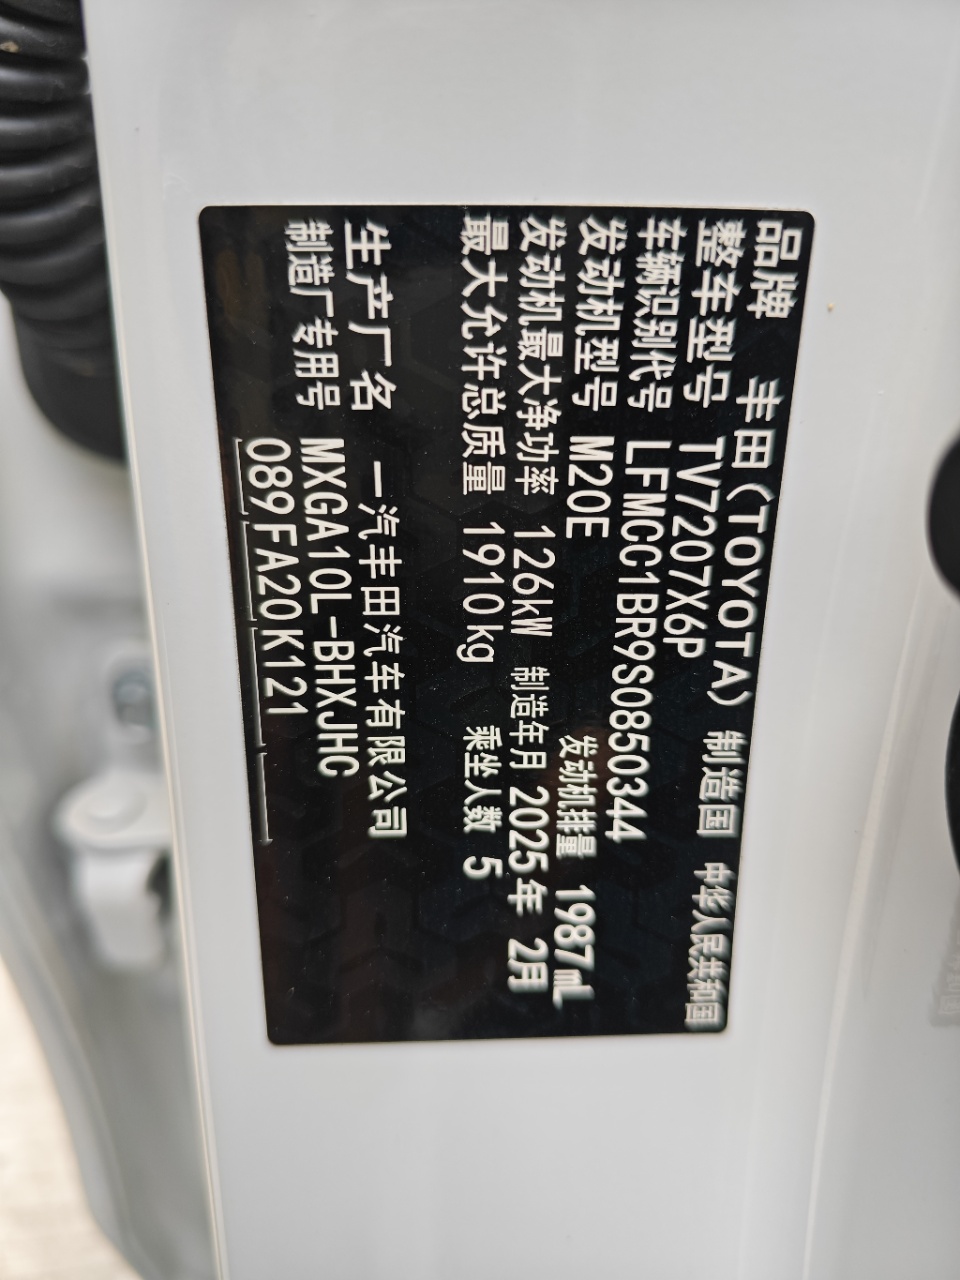 品牌 丰田（TOYOTA） 制造国 中华人民共和国
整车型号 TV7207X6P
车辆识别代号 LFMCC1BR9S0850344
发动机型号 M20E 发动机排量 1987mL
发动机最大净功率 126kW 制造年月 2025年 2月
最大允许总质量 1910kg 乘坐人数 5
生产厂名 一汽丰田汽车有限公司
制造厂专用号 MXGA10L-BHXJHC
089FA20K121